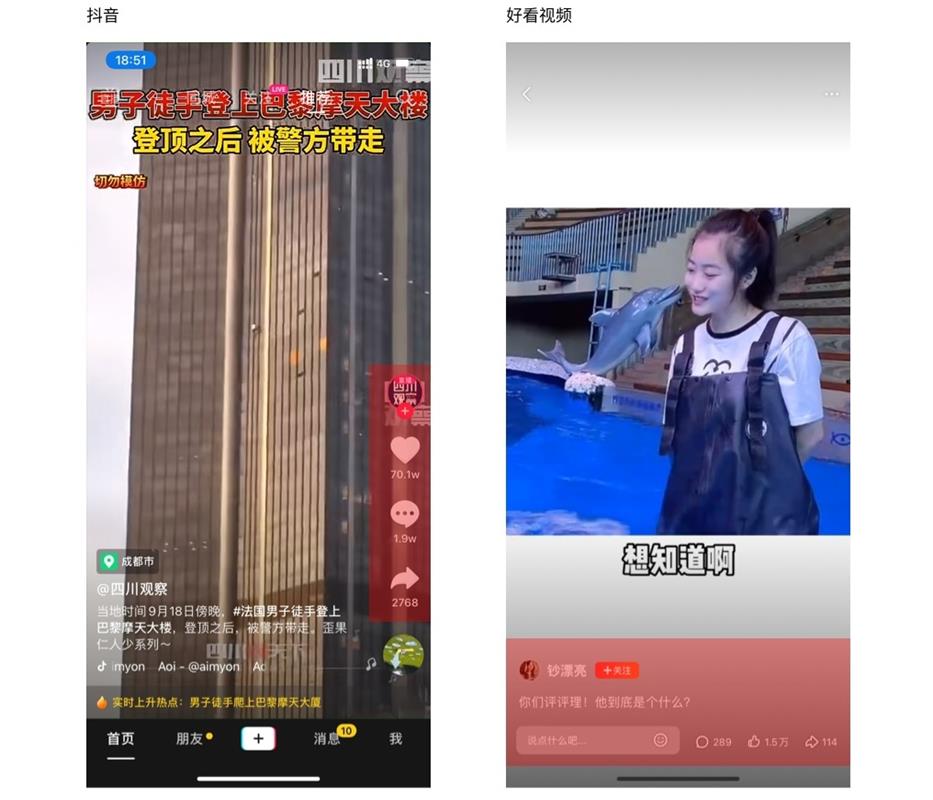 抖音
好看视频
18:51
4G
四川观察
LIVE
关注
推荐
男子徒手登上巴黎摩天大楼
登顶之后 被警方带走
切勿模仿
直播
四川
观察
70.1w
1.9w
2768
成都市
@四川观察
当地时间9月18日傍晚，#法国男子徒手登上
巴黎摩天大楼，登顶之后，被警方带走。歪果
仁人少系列～
myon Aoi - @aimyon
实时上升热点：男子徒手爬上巴黎摩天大厦
首页
朋友
消息
10
我
想知道啊
钞漂亮
+关注
你们评评理！他到底是个什么？
说点什么吧...
289
1.5万
114